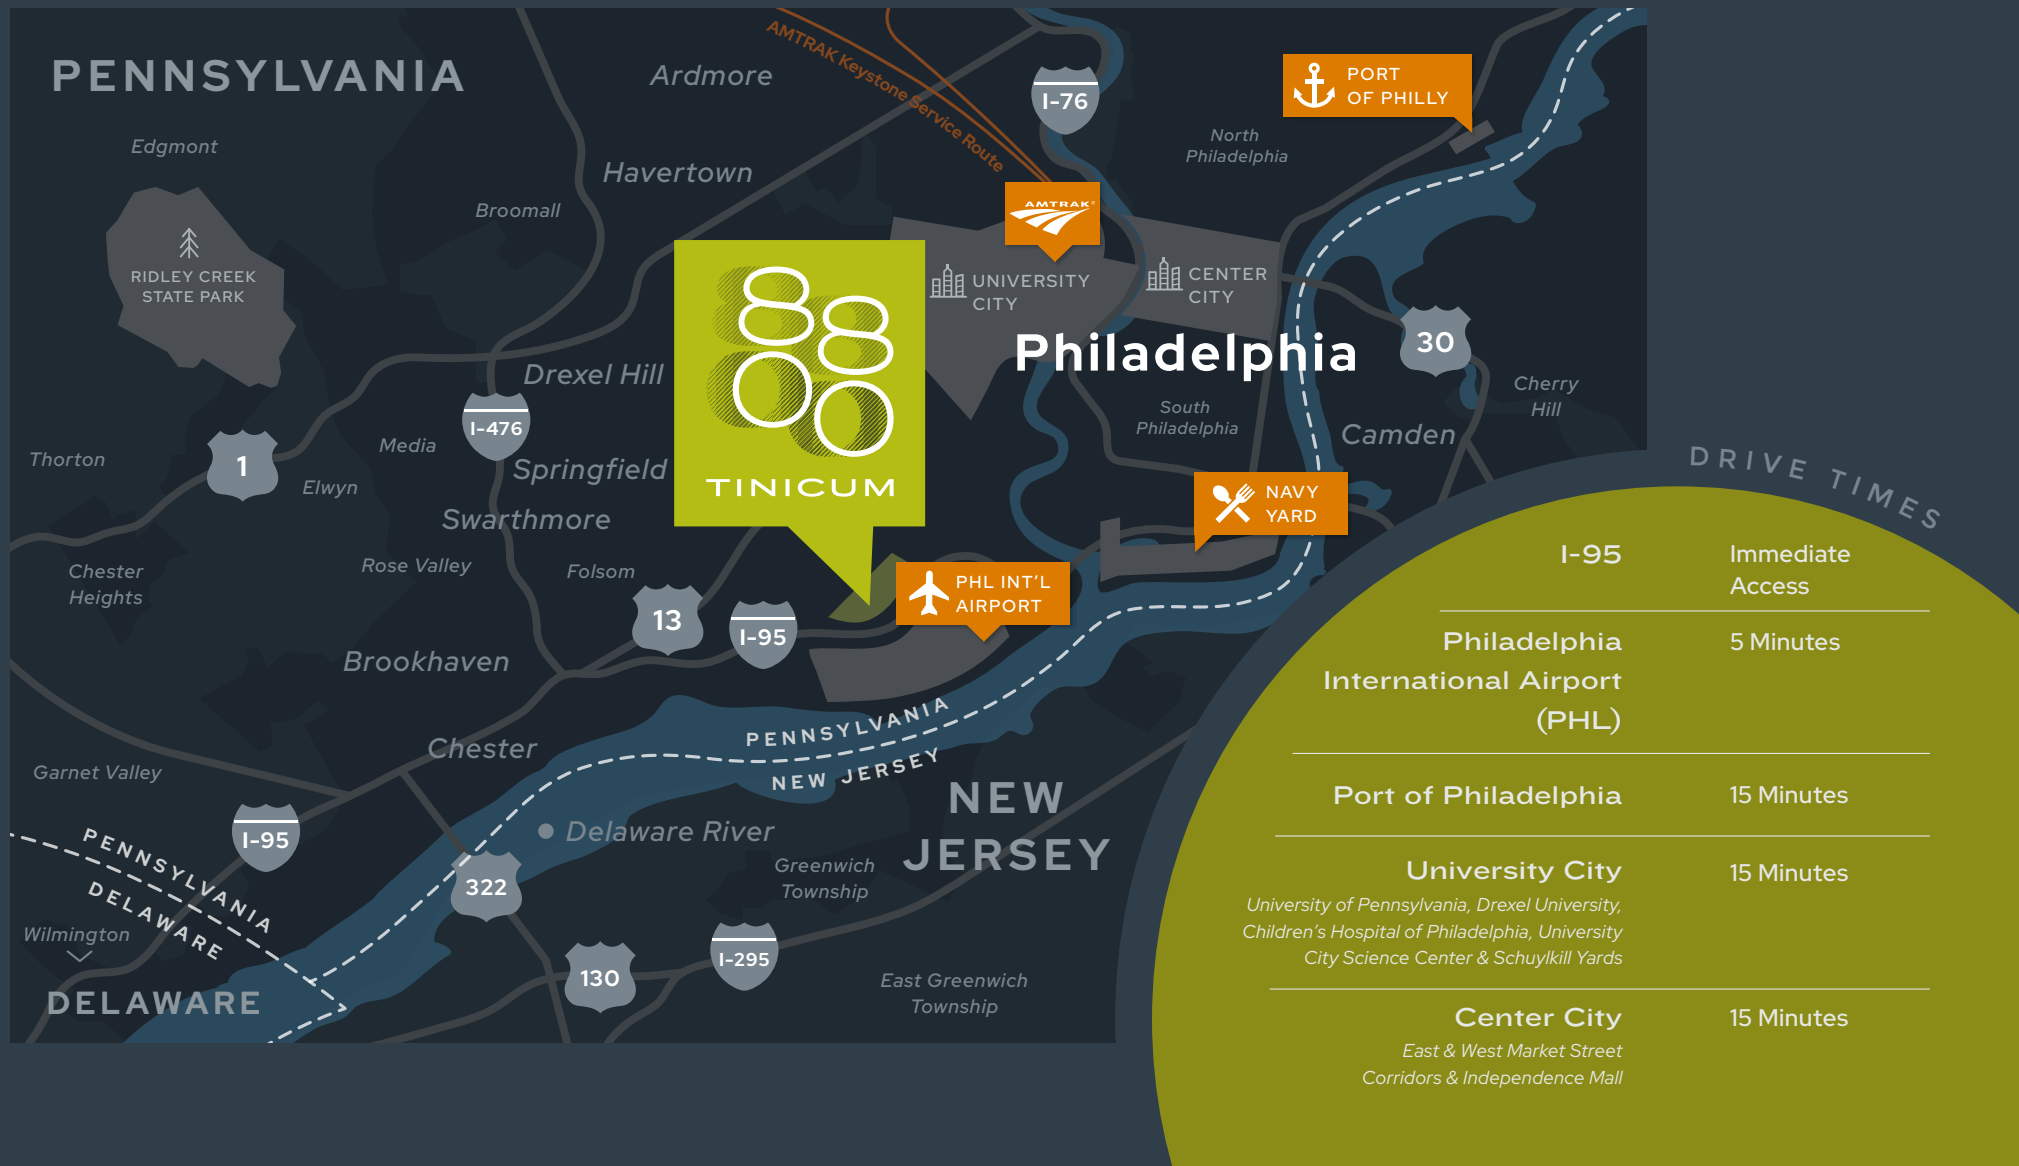 PENNSYLVANIA
Ardmore
AMTRAK Keystone Service Route
I-76
PORT
OF PHILLY
Edgmont
North
Philadelphia
Havertown
Broomall
AMTRAK
RIDLEY CREEK
STATE PARK
UNIVERSITY
CITY
CENTER
CITY
Philadelphia
30
Drexel Hill
Cherry
Hill
I-476
South
Philadelphia
Camden
Media
Thorton
1
Elwyn
Springfield
TINICUM
Swarthmore
NAVY
YARD
Chester
Heights
Rose Valley
Folsom
PHL INT'L
AIRPORT
13
I-95
Brookhaven
Chester
PENNSYLVANIA
NEW JERSEY
Garnet Valley
NEW
JERSEY
I-95
Delaware River
PENNSYLVANIA
DELAWARE
322
Greenwich
Township
Wilmington
I-295
130
East Greenwich
Township
DELAWARE
DRIVE TIMES
I-95
Immediate
Access
Philadelphia
International Airport
(PHL)
5 Minutes
Port of Philadelphia
15 Minutes
University City
15 Minutes
University of Pennsylvania, Drexel University,
Children's Hospital of Philadelphia, University
City Science Center & Schuylkill Yards
Center City
15 Minutes
East & West Market Street
Corridors & Independence Mall